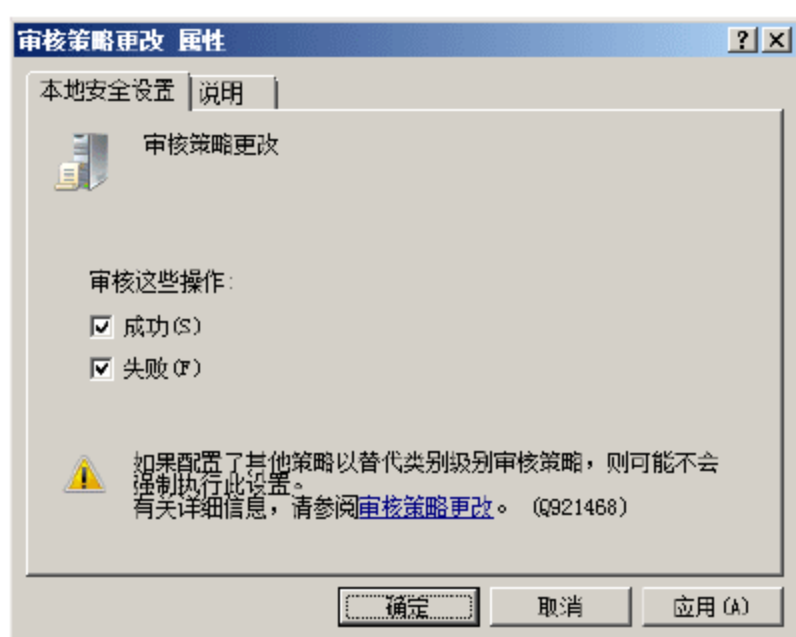 审核策略更改 属性
本地安全设置 说明
审核策略更改
审核这些操作:
成功(S)
失败(F)
如果配置了其他策略以替代类别级别审核策略，则可能不会
强制执行此设置。
有关详细信息，请参阅审核策略更改。 (Q921468)
确定 取消 应用(A)